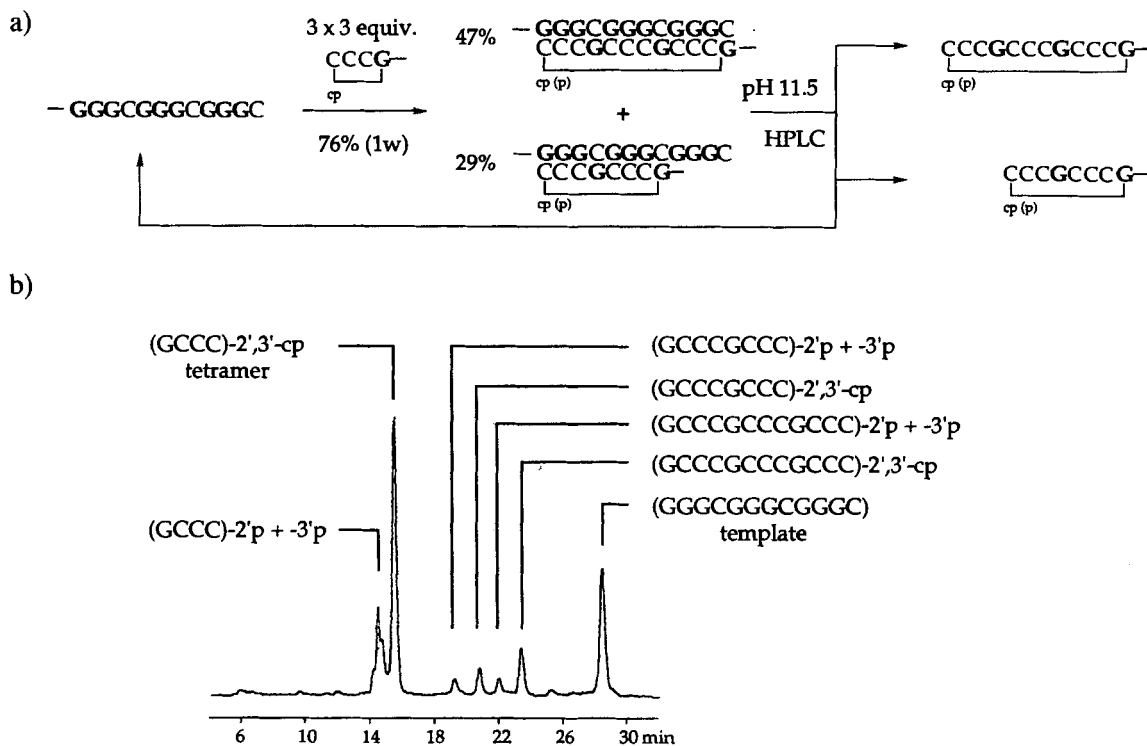 a)
3 x 3 equiv.
CCCG
cp
76% (1w)
GGGCGGGCGGGC
47%
GGGCGGGCGGGC
CCCGCCCGCCCG
cp (p)
+
29%
GGGCGGGCGGGC
CCCGCCCG
cp (p)
pH 11.5
HPLC
CCCGCCCGCCCG
cp (p)
CCCGCCCG
cp (p)
b)
(GCCC)-2',3'-cp
tetramer
(GCCC)-2'p + -3'p
(GCCCGCCC)-2'p + -3'p
(GCCCGCCC)-2',3'-cp
(GCCCGCCCGCCC)-2'p + -3'p
(GCCCGCCCGCCC)-2',3'-cp
(GGGCGGGCGGGC)
template
6 10 14 18 22 26 30 min